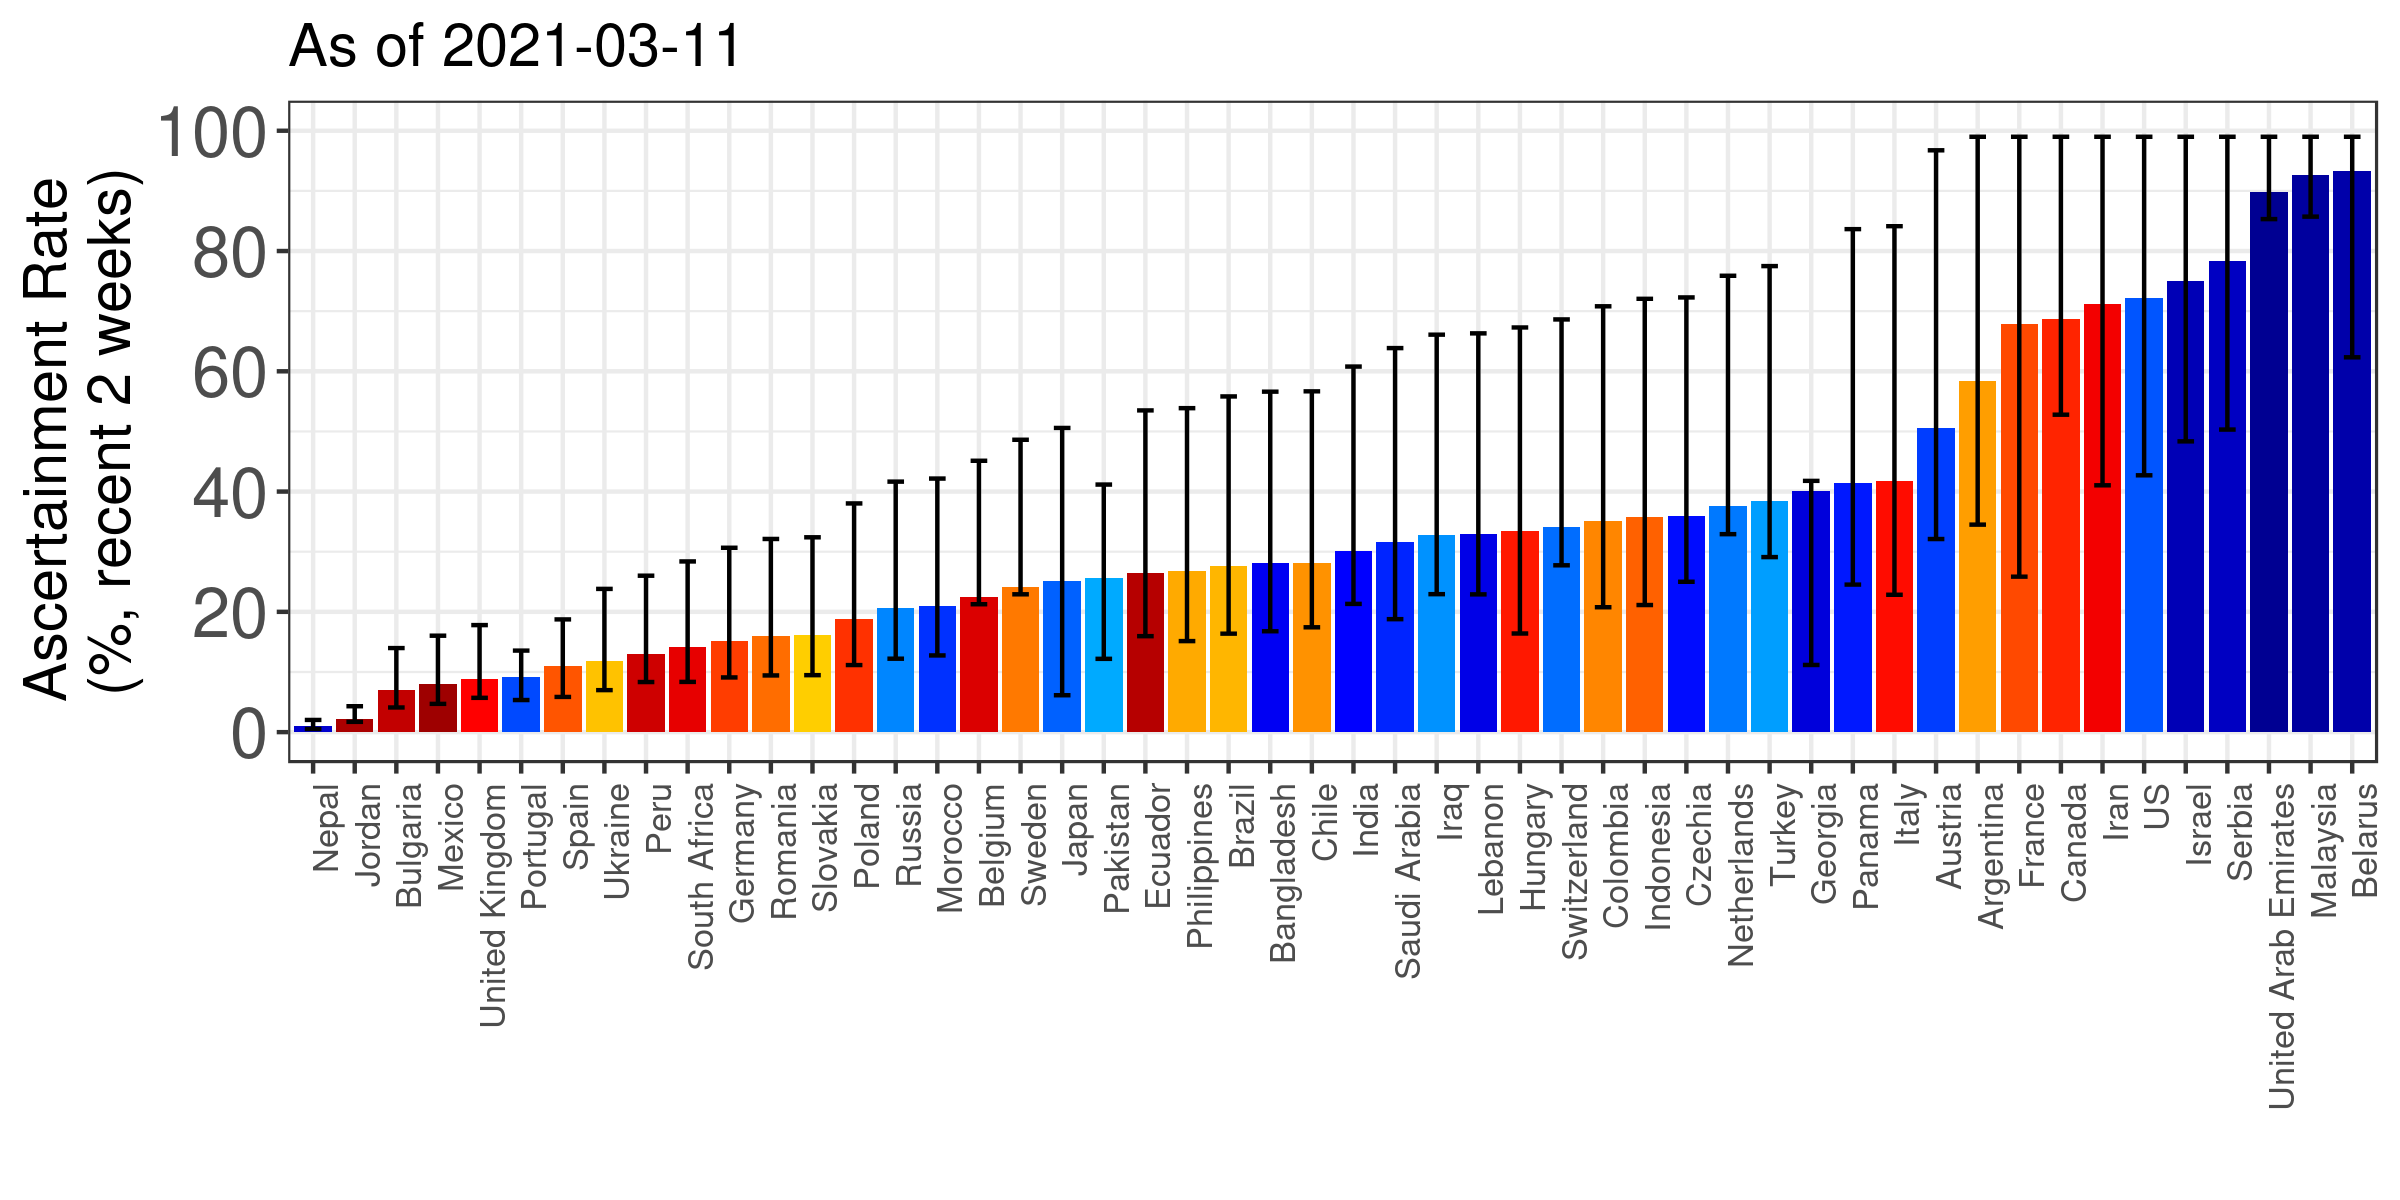 As of 2021-03-11
Ascertainment Rate
(%, recent 2 weeks)
100
80
60
40
20
0
Nepal
Jordan
Bulgaria
Mexico
United Kingdom
Portugal
Spain
Ukraine
Peru
South Africa
Germany
Romania
Slovakia
Poland
Russia
Morocco
Belgium
Sweden
Japan
Pakistan
Ecuador
Philippines
Brazil
Bangladesh
Chile
India
Saudi Arabia
Iraq
Lebanon
Hungary
Switzerland
Colombia
Indonesia
Czechia
Netherlands
Turkey
Georgia
Panama
Italy
Austria
Argentina
France
Canada
Iran
US
Israel
Serbia
United Arab Emirates
Malaysia
Belarus